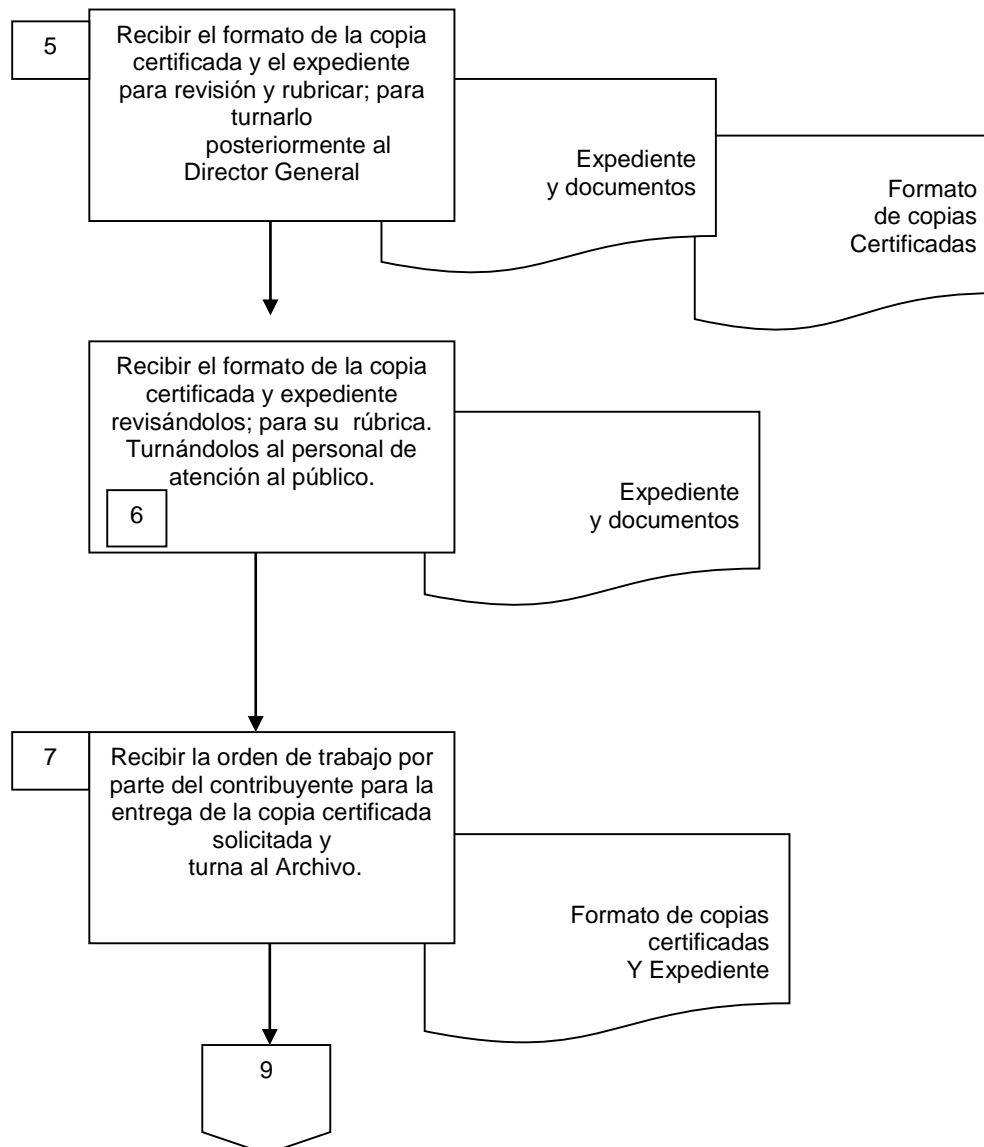 5
Recibir el formato de la copia
certificada y el expediente
para revisión y rubricar; para
turnarlo
posteriormente al
Director General
Expediente
y documentos
Formato
de copias
Certificadas
Recibir el formato de la copia
certificada y expediente
revisándolos; para su rúbrica.
Turnándolos al personal de
atención al público.
6
Expediente
y documentos
7
Recibir la orden de trabajo por
parte del contribuyente para la
entrega de la copia certificada
solicitada y
turna al Archivo.
Formato de copias
certificadas
Y Expediente
9